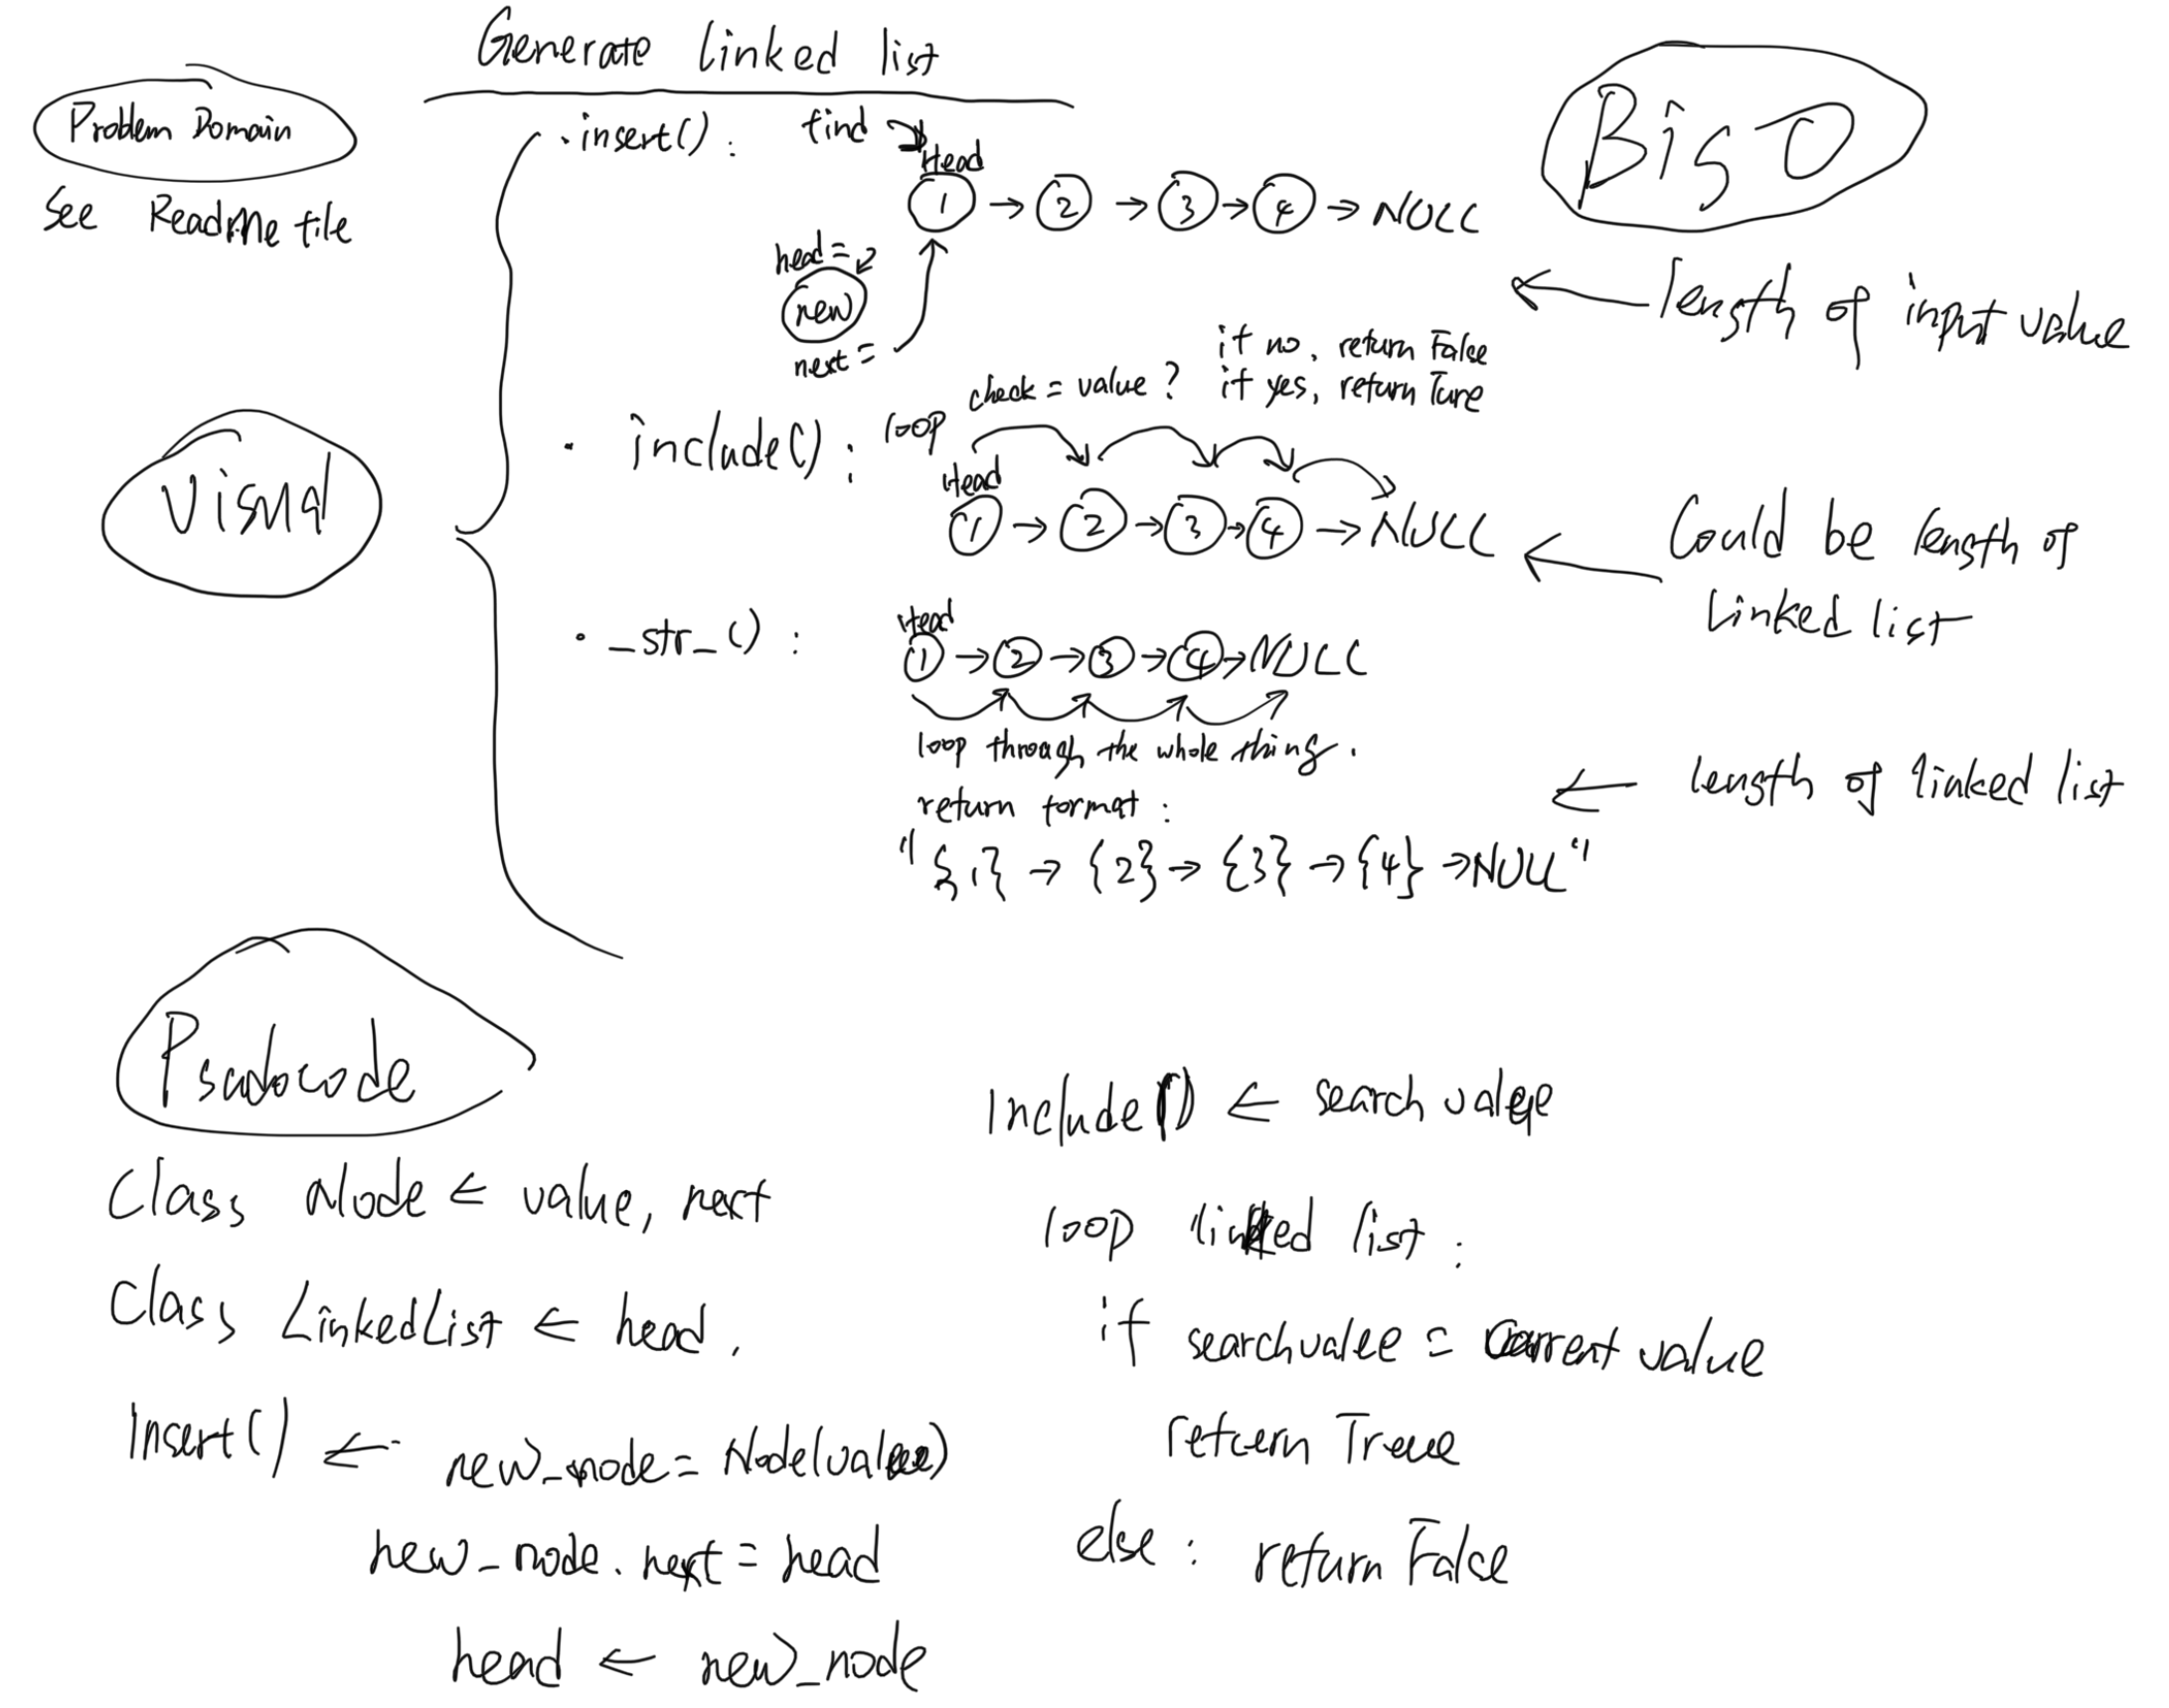 Generate linked list
Problem Domain
See ReadMe file
Visual
. insert() : find
Head
1 → 2 → 3 → 4 → NULL
head =
new
next =
. include() : loop
check = value ? if no, return False
if yes, return Ture
Head
1 → 2 → 3 → 4 → NULL
. _str_() :
Head
1 → 2 → 3 → 4 → NULL
loop through the whole thing.
return format :
"{1} → {2} → {3} → {4} → NULL"
Big O
← length of input value
← Could be length of
linked list
← length of linked list
Psudocode
Class Node ← value, next
Class LinkedList ← head.
Insert() ← new_node = Node(value)
new_node.next = head
head ← new_node
Include() ← search value
loop linked list :
if search value = current value
return True
else : return False